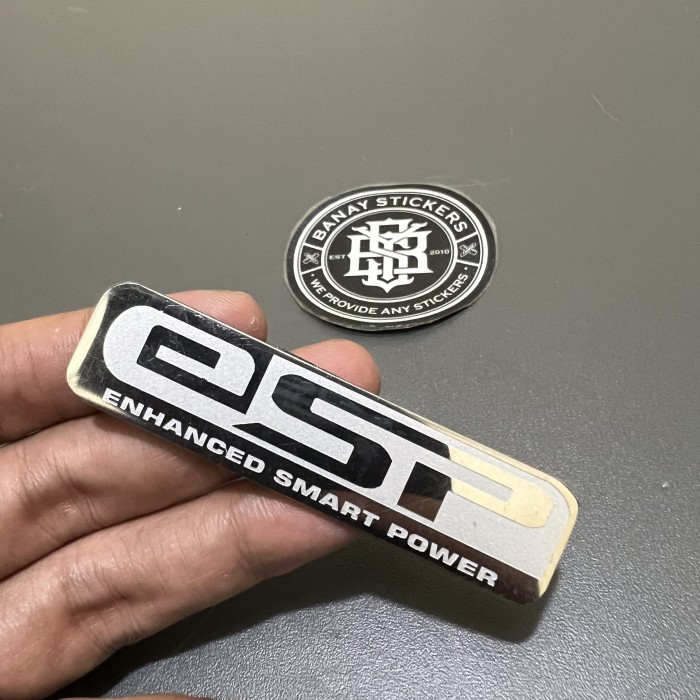 BANAY STICKERS
EST 2010
WE PROVIDE ANY STICKERS
esp
ENHANCED SMART POWER